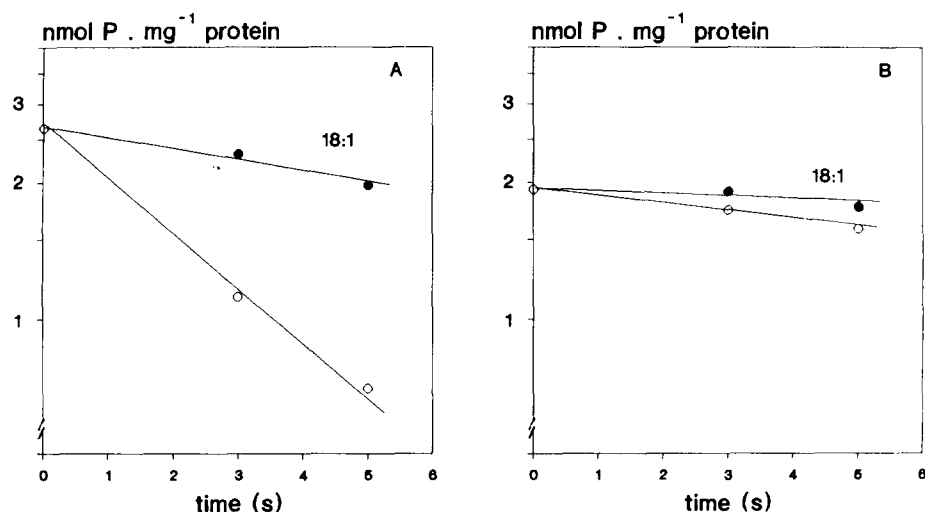 nmol P . mg⁻¹ protein
A
3
2
1
18:1
0 1 2 3 4 5 6
time (s)
nmol P . mg⁻¹ protein
B
3
2
1
18:1
0 1 2 3 4 5 6
time (s)